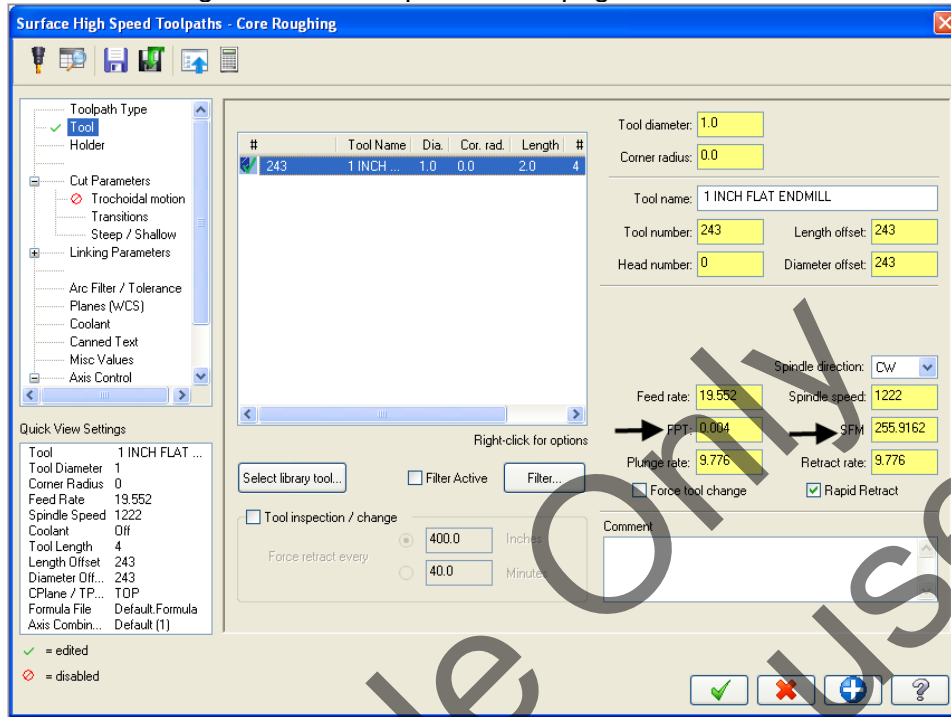 Surface High Speed Toolpaths - Core Roughing
Toolpath Type
Tool
Holder
Cut Parameters
Trochoidal motion
Transitions
Steep / Shallow
Linking Parameters
Arc Filter / Tolerance
Planes (WCS)
Coolant
Canned Text
Misc Values
Axis Control
Quick View Settings
Tool 1 INCH FLAT ...
Tool Diameter 1
Corner Radius 0
Feed Rate 19.552
Spindle Speed 1222
Coolant Off
Tool Length 4
Length Offset 243
Diameter Off... 243
CPlane / TP... TOP
Formula File Default.Formula
Axis Combin... Default (1)
= edited
= disabled
# Tool Name Dia. Cor. rad. Length #
243 1 INCH ... 1.0 0.0 2.0 4
Right-click for options
Select library tool...
Filter Active
Filter...
Tool inspection / change
Force retract every
400.0 Inches
40.0 Minutes
Tool diameter: 1.0
Corner radius: 0.0
Tool name: 1 INCH FLAT ENDMILL
Tool number: 243 Length offset: 243
Head number: 0 Diameter offset: 243
Spindle direction: CW
Feed rate: 19.552 Spindle speed: 1222
FPT: 0.004 SFM 255.9162
Plunge rate: 9.776 Retract rate: 9.776
Force tool change Rapid Retract
Comment